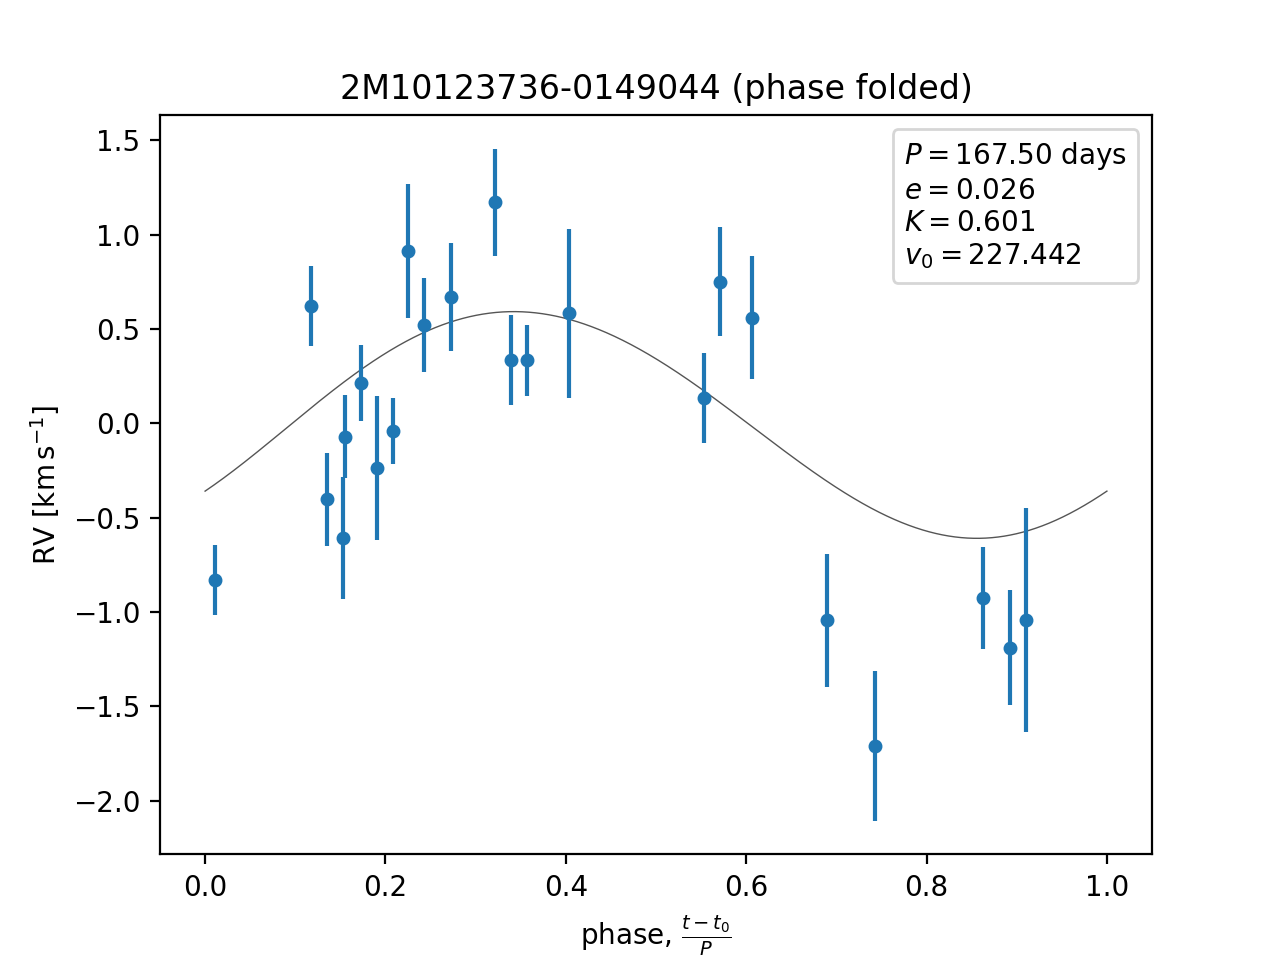 2M10123736-0149044 (phase folded)
P = 167.50 days
e = 0.026
K = 0.601
v₀ = 227.442
RV [km s⁻¹]
1.5
1.0
0.5
0.0
−0.5
−1.0
−1.5
−2.0
0.0 0.2 0.4 0.6 0.8 1.0
phase, (t − t₀)/P